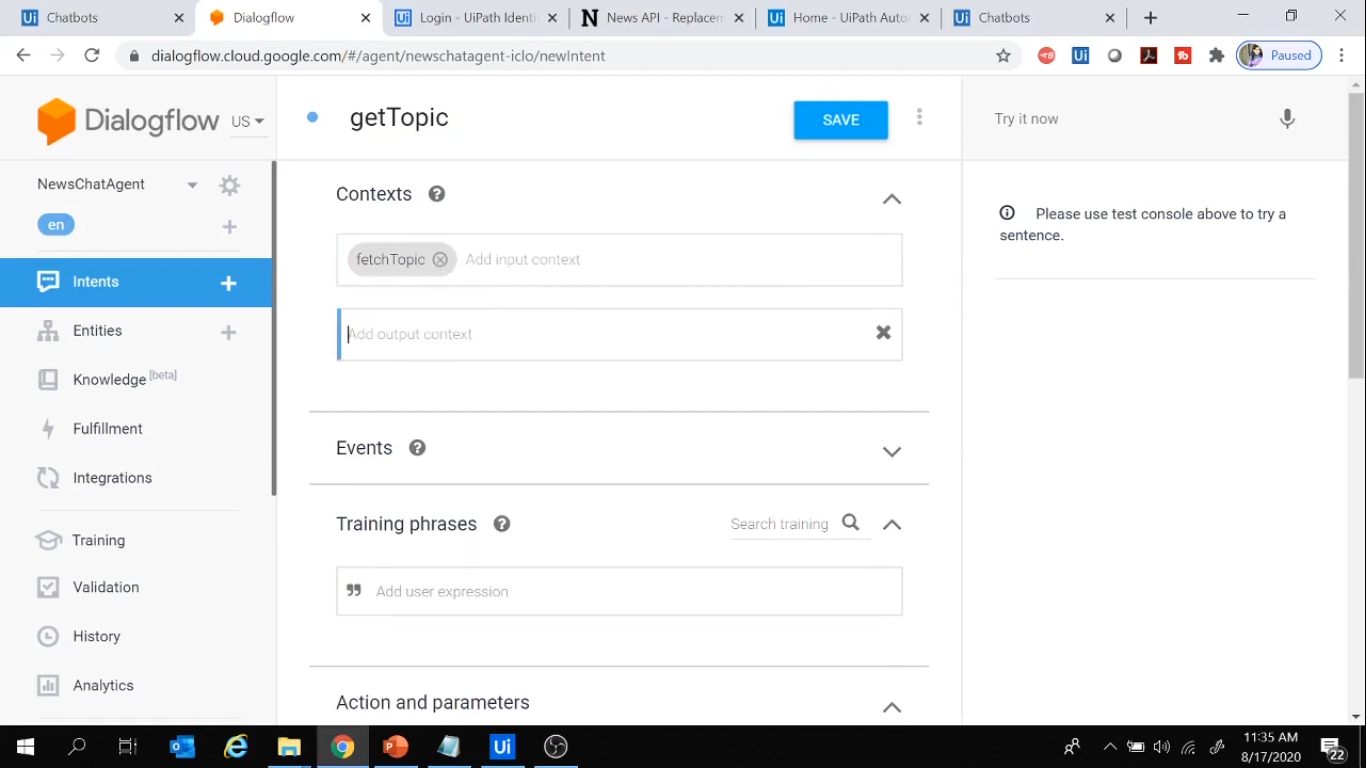 Chatbots
Dialogflow
Login - UiPath Identi
News API - Replacem
Home - UiPath Auto
Chatbots
dialogflow.cloud.google.com/#/agent/newschatagent-iclo/newIntent
Paused
Dialogflow
US
getTopic
SAVE
Try it now
NewsChatAgent
en
Intents
Entities
Knowledge [beta]
Fulfillment
Integrations
Training
Validation
History
Analytics
Contexts
fetchTopic
Add input context
Add output context
Events
Training phrases
Search training
Add user expression
Action and parameters
Please use test console above to try a
sentence.
11:35 AM
8/17/2020
22